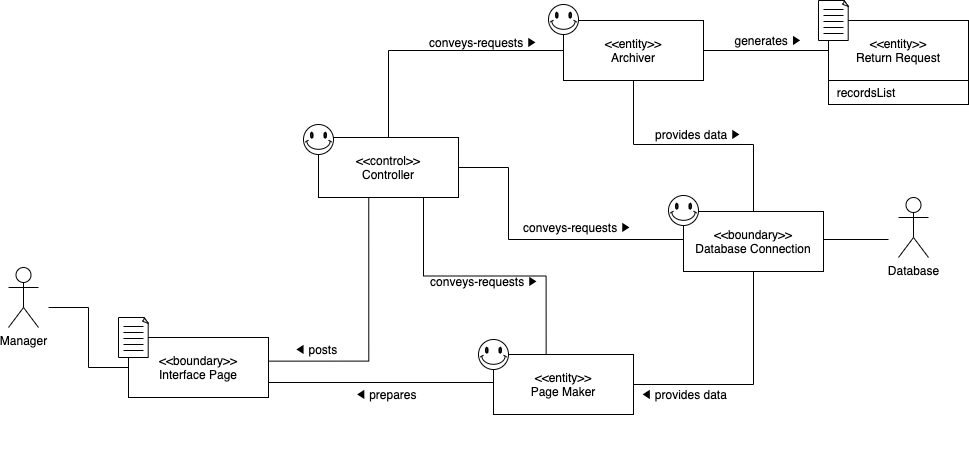 conveys-requests ▶
<<entity>>
Archiver
generates ▶
<<entity>>
Return Request
recordsList
provides data ▶
<<control>>
Controller
conveys-requests ▶
<<boundary>>
Database Connection
Database
conveys-requests ▶
Manager
<<boundary>>
Interface Page
◀ posts
◀ prepares
<<entity>>
Page Maker
◀ provides data